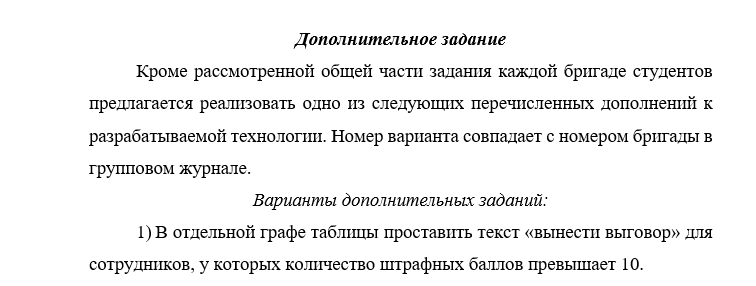 Дополнительное задание
Кроме рассмотренной общей части задания каждой бригаде студентов
предлагается реализовать одно из следующих перечисленных дополнений к
разрабатываемой технологии. Номер варианта совпадает с номером бригады в
групповом журнале.
Варианты дополнительных заданий:
1) В отдельной графе таблицы проставить текст «вынести выговор» для
сотрудников, у которых количество штрафных баллов превышает 10.